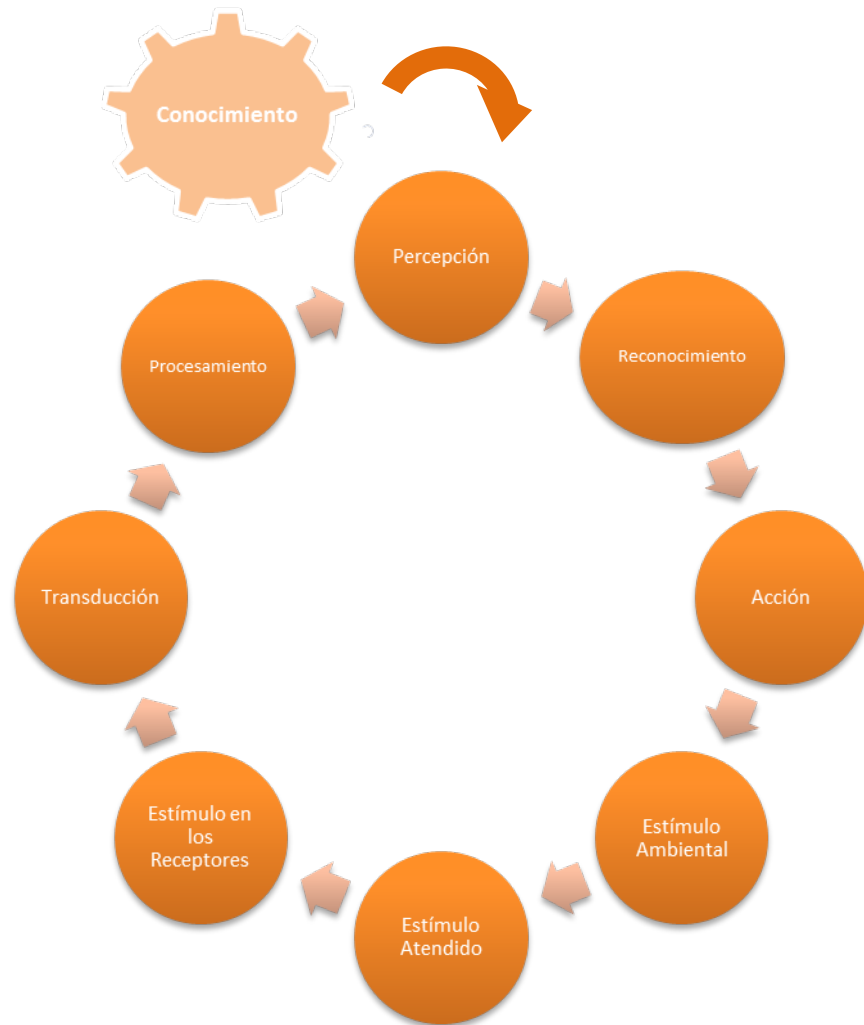 Conocimiento
Percepción
Reconocimiento
Acción
Estímulo
Ambiental
Estímulo
Atendido
Estímulo en
los
Receptores
Transducción
Procesamiento